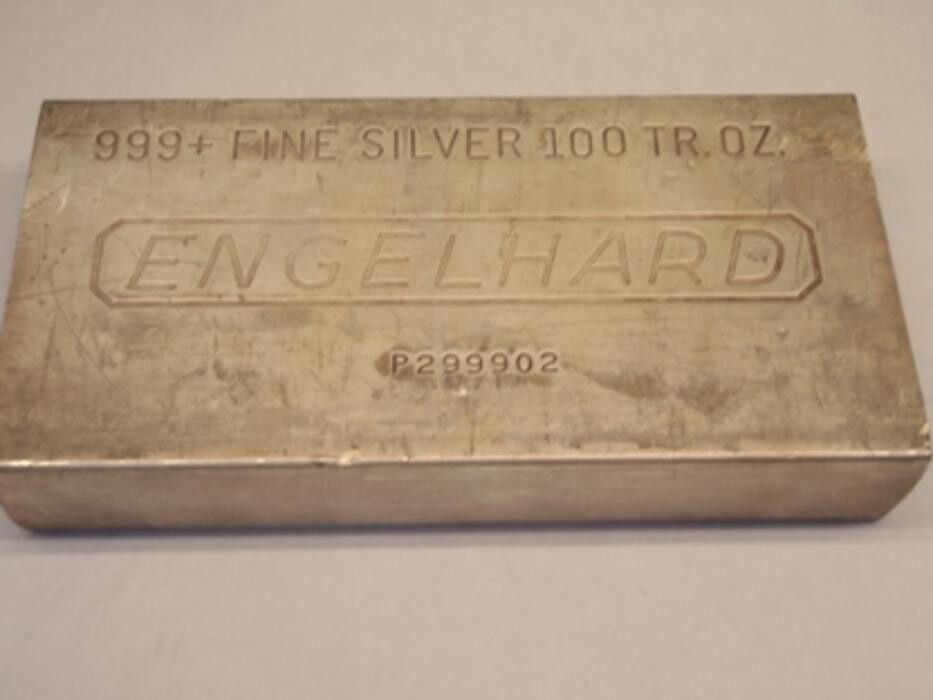 999+ FINE SILVER 100 TR. OZ.
ENGELHARD
P299902